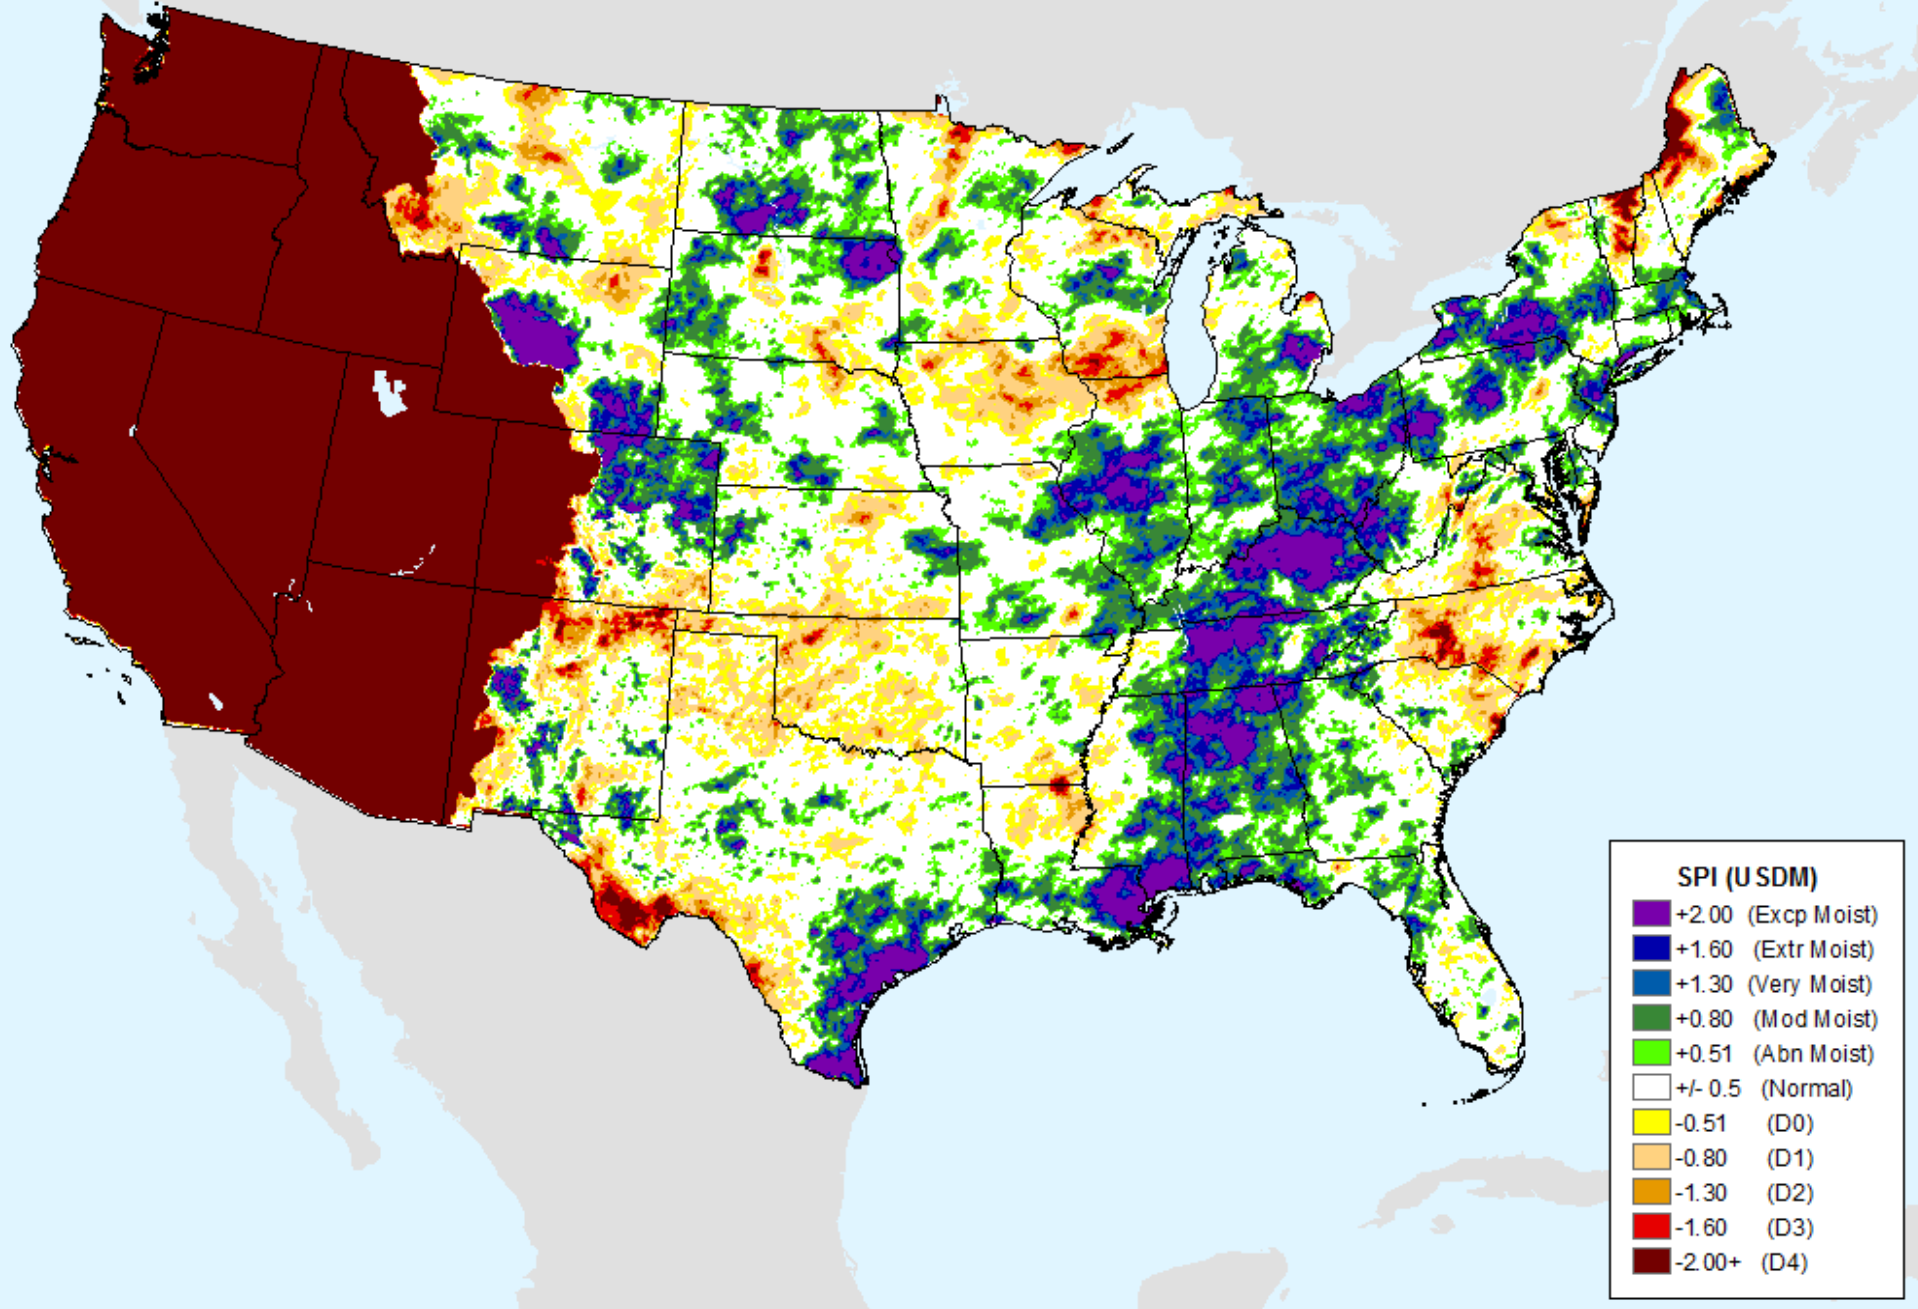 SPI (USDM)
+2.00 (Excp Moist)
+1.60 (Extr Moist)
+1.30 (Very Moist)
+0.80 (Mod Moist)
+0.51 (Abn Moist)
+/- 0.5 (Normal)
-0.51 (D0)
-0.80 (D1)
-1.30 (D2)
-1.60 (D3)
-2.00+ (D4)